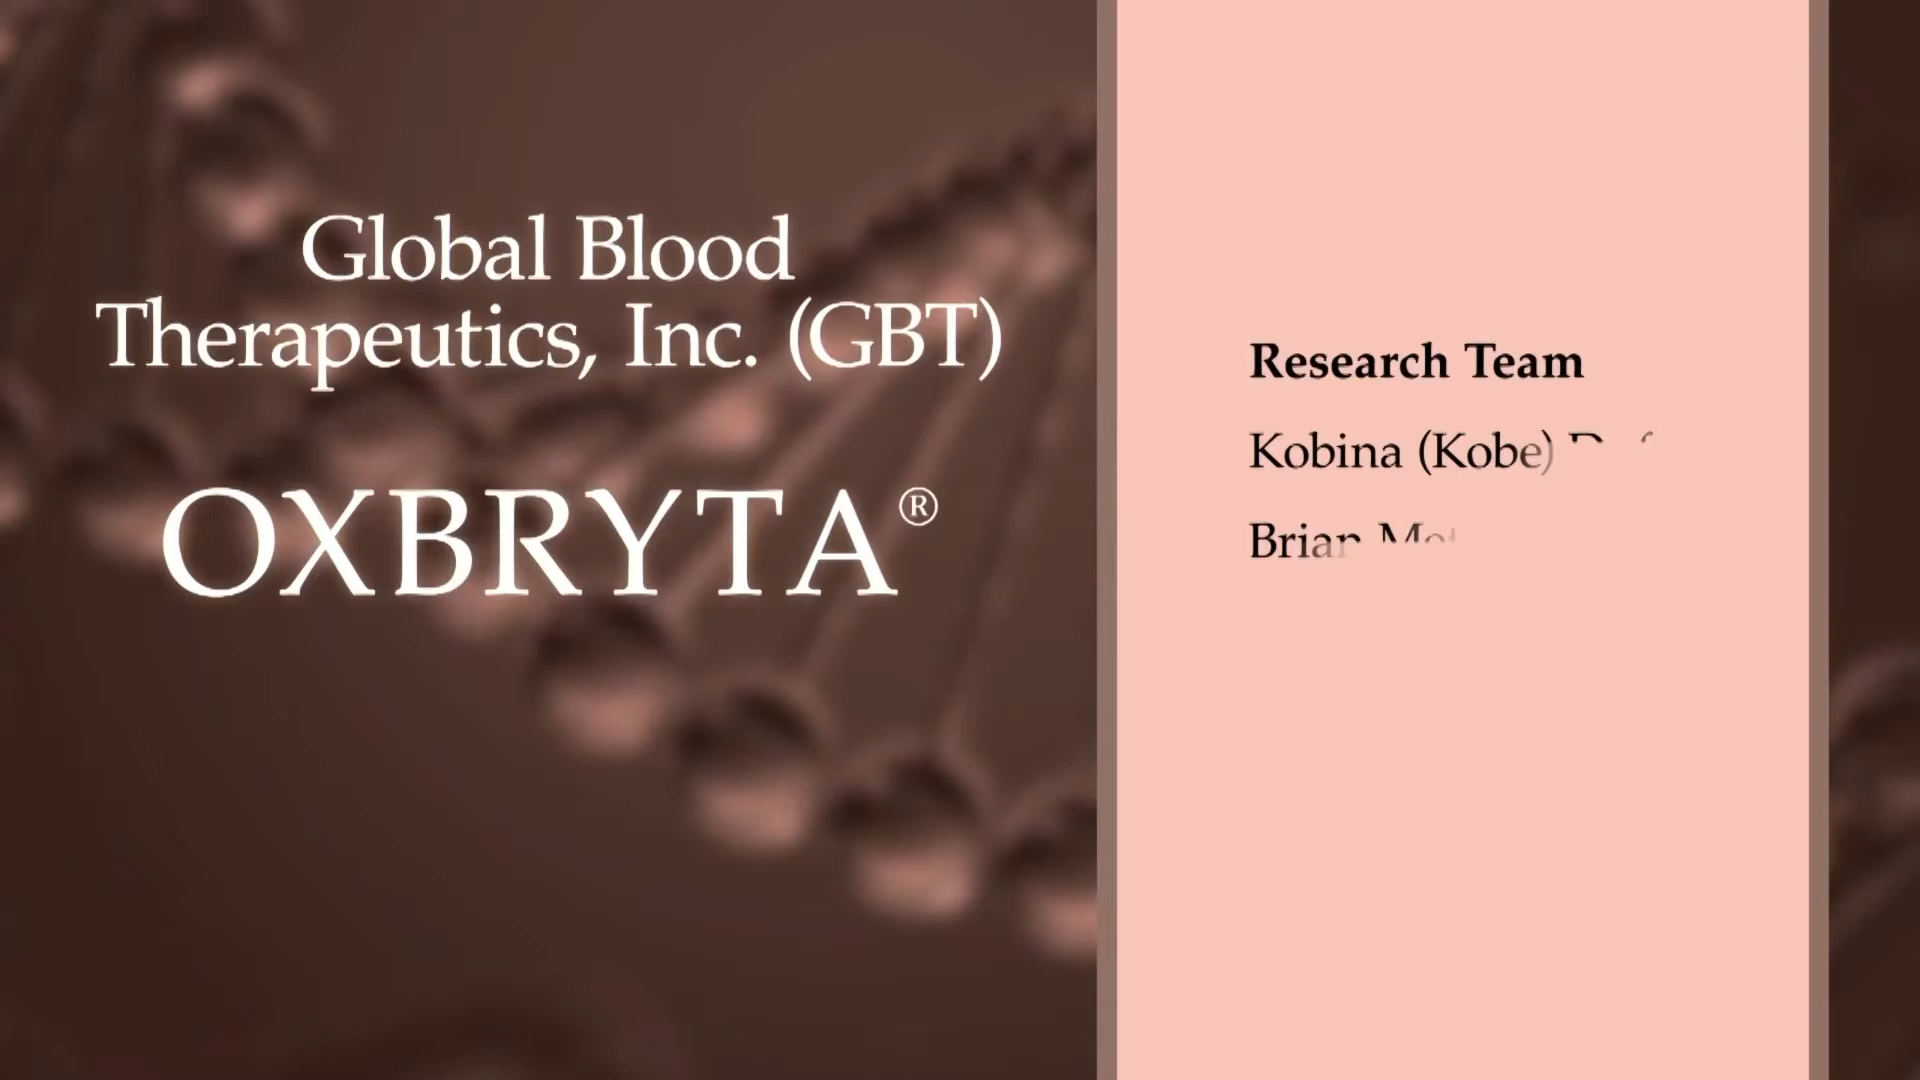 Global Blood
Therapeutics, Inc. (GBT)
OXBRYTA®
Research Team
Kobina (Kobe)
Brian